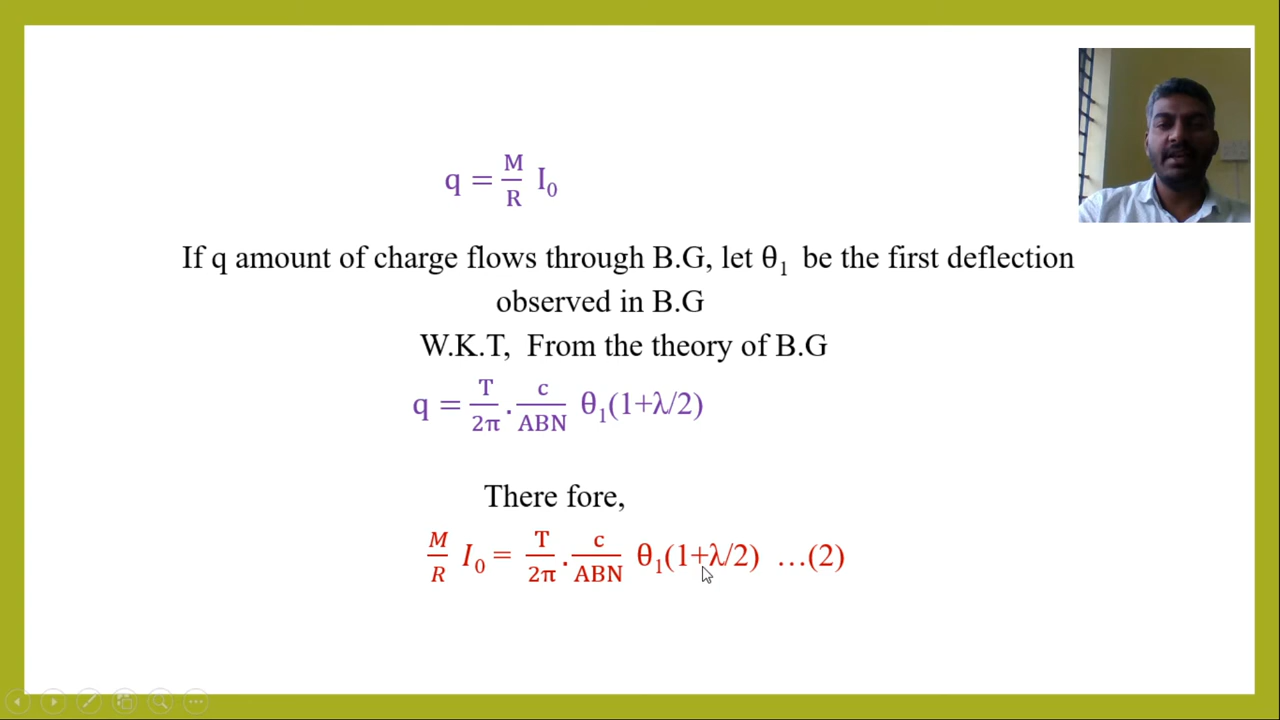 q = M/R I₀
If q amount of charge flows through B.G, let θ₁ be the first deflection
observed in B.G
W.K.T, From the theory of B.G
q = T/2π . c/ABN θ₁(1+λ/2)
There fore,
M/R I₀ = T/2π . c/ABN θ₁(1+λ/2) ...(2)